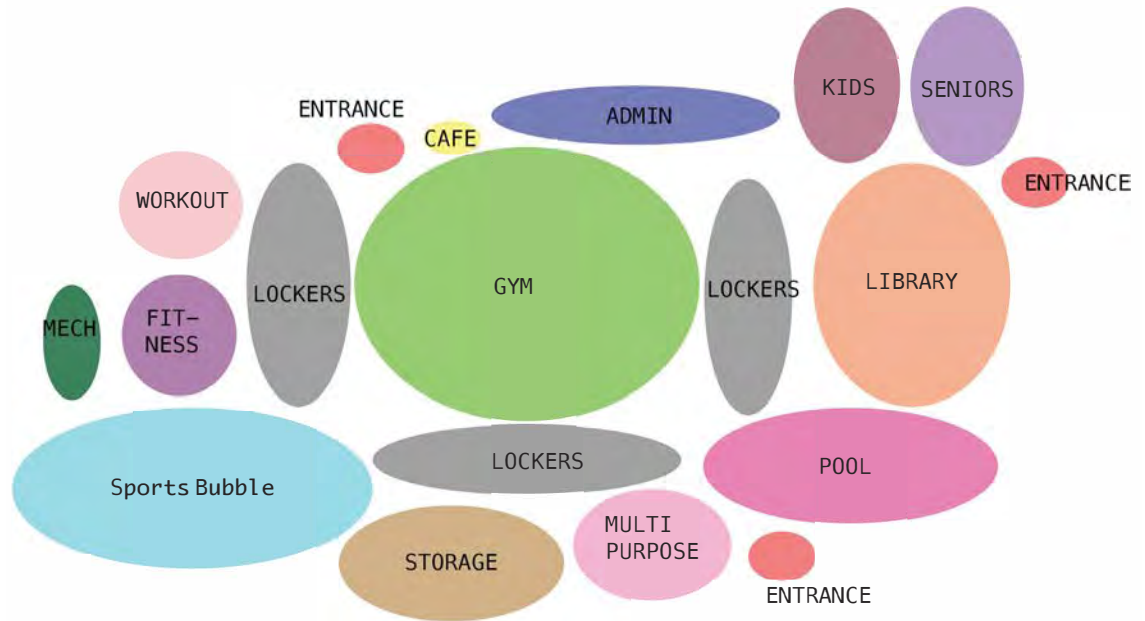 KIDS
SENIORS
ENTRANCE
ADMIN
CAFE
ENTRANCE
WORKOUT
LOCKERS
GYM
LOCKERS
LIBRARY
MECH
FIT-
NESS
LOCKERS
POOL
Sports Bubble
MULTI
PURPOSE
STORAGE
ENTRANCE